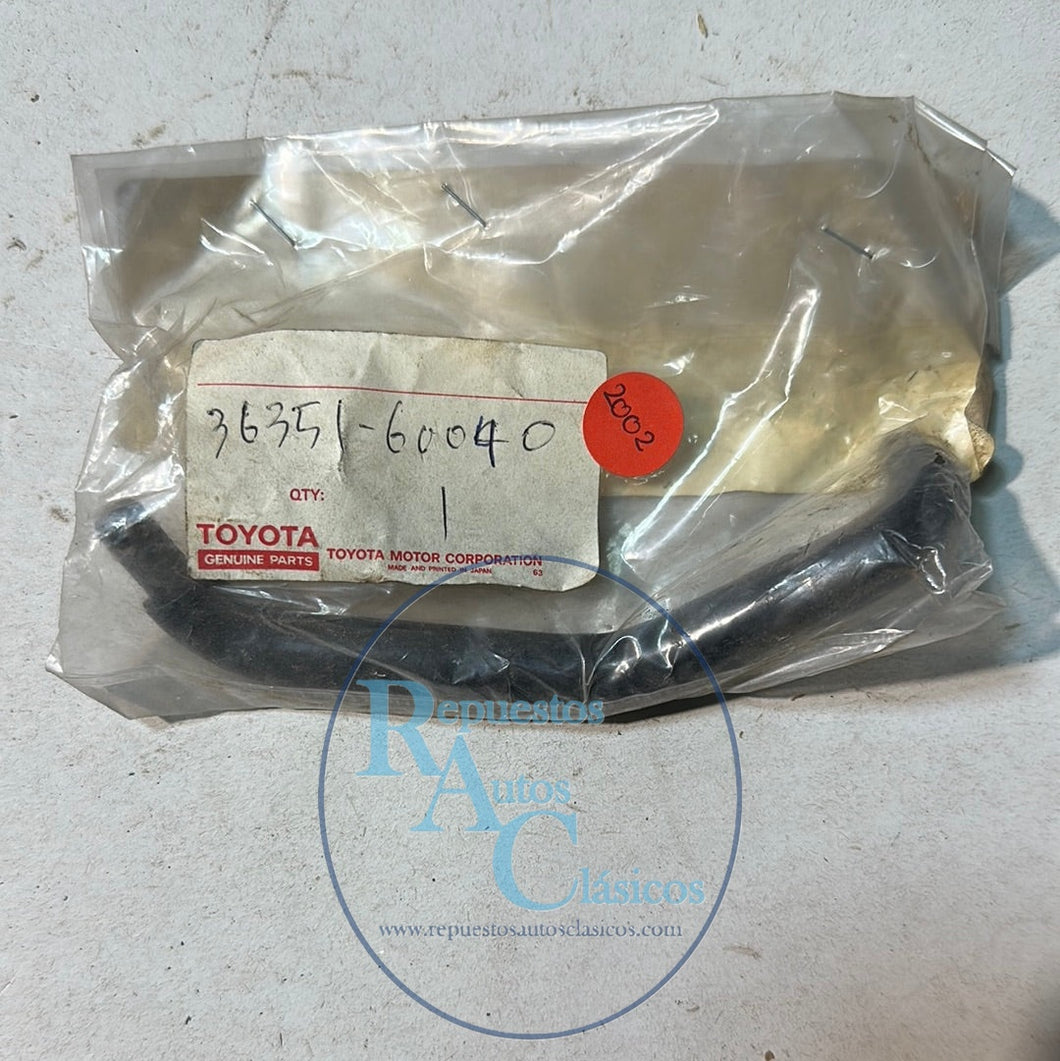 36351-60040
2002
QTY:
1
TOYOTA
GENUINE PARTS
TOYOTA MOTOR CORPORATION
MADE AND PRINTED IN JAPAN 63
Repuestos
Autos
Clásicos
www.repuestosautosclasicos.com